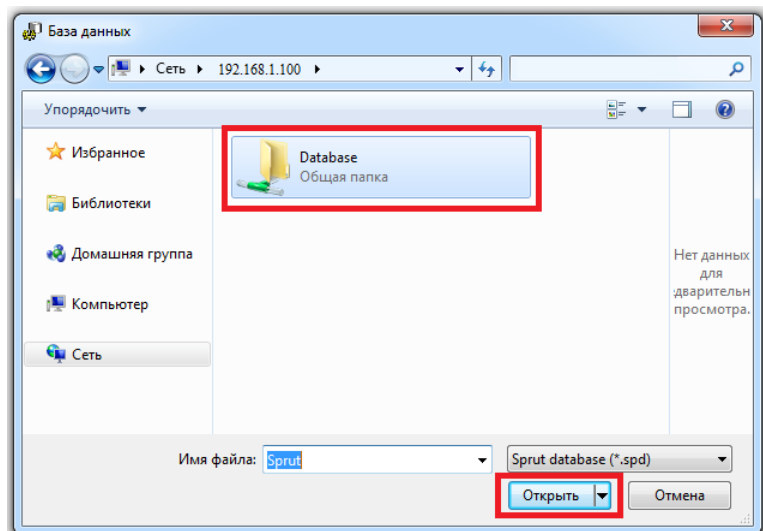 База данных
Сеть 192.168.1.100
Упорядочить
Избранное
Библиотеки
Домашняя группа
Компьютер
Сеть
Database
Общая папка
Нет данных
для
дварительн
просмотра.
Имя файла: Sprut Sprut database (*.spd)
Открыть Отмена